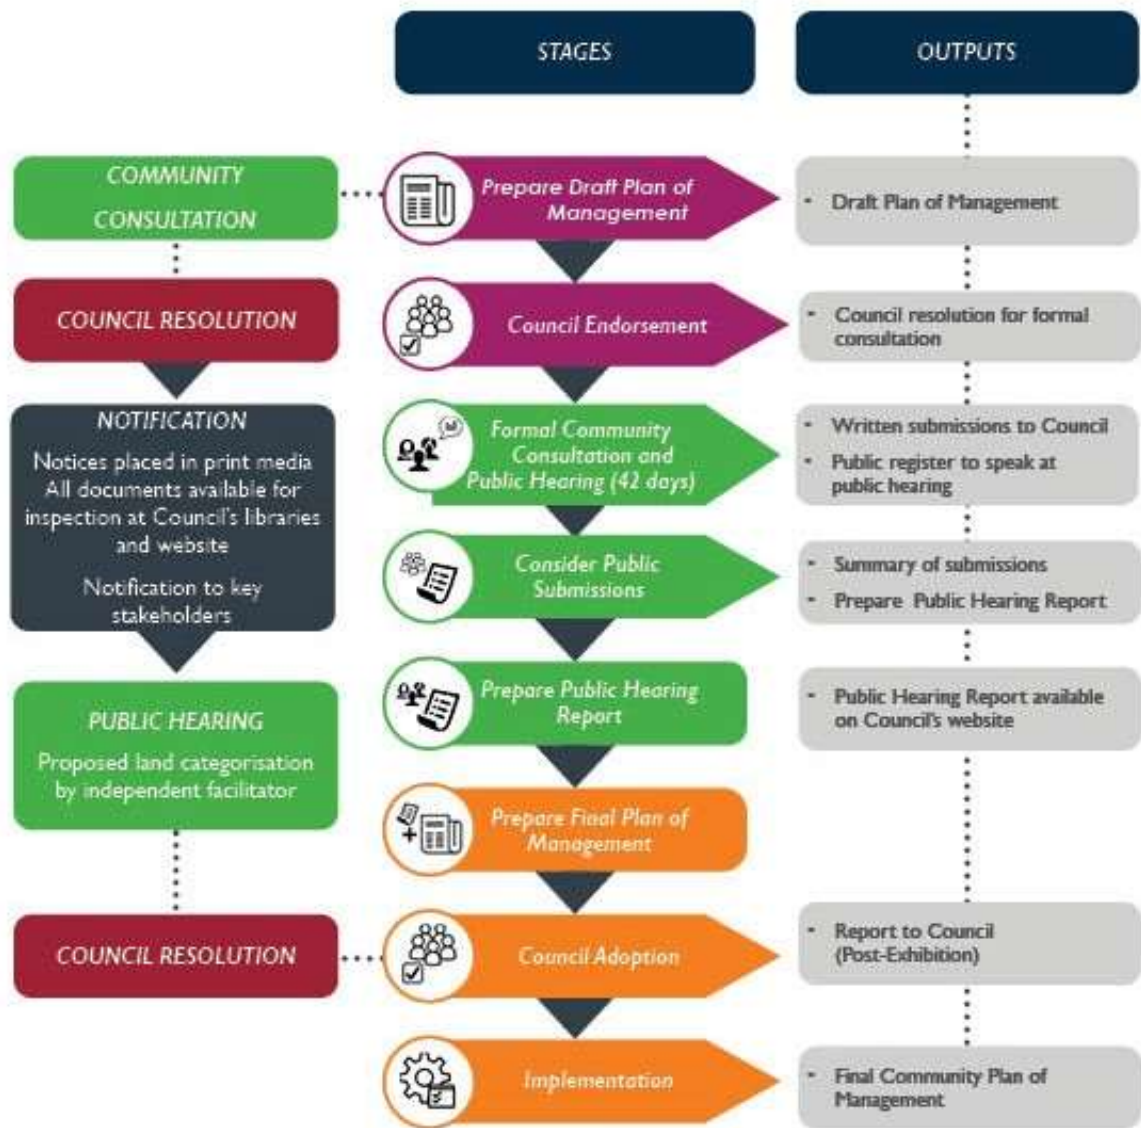 STAGES
OUTPUTS
COMMUNITY
CONSULTATION
Prepare Draft Plan of
Management
- Draft Plan of Management
COUNCIL RESOLUTION
Council Endorsement
- Council resolution for formal
consultation
NOTIFICATION
Notices placed in print media
All documents available for
inspection at Council's libraries
and website
Notification to key
stakeholders
Formal Community
Consultation and
Public Hearing (42 days)
- Written submissions to Council
- Public register to speak at
public hearing
Consider Public
Submissions
- Summary of submissions
- Prepare Public Hearing Report
PUBLIC HEARING
Proposed land categorisation
by independent facilitator
Prepare Public Hearing
Report
- Public Hearing Report available
on Council's website
Prepare Final Plan of
Management
COUNCIL RESOLUTION
Council Adoption
- Report to Council
(Post-Exhibition)
Implementation
- Final Community Plan of
Management